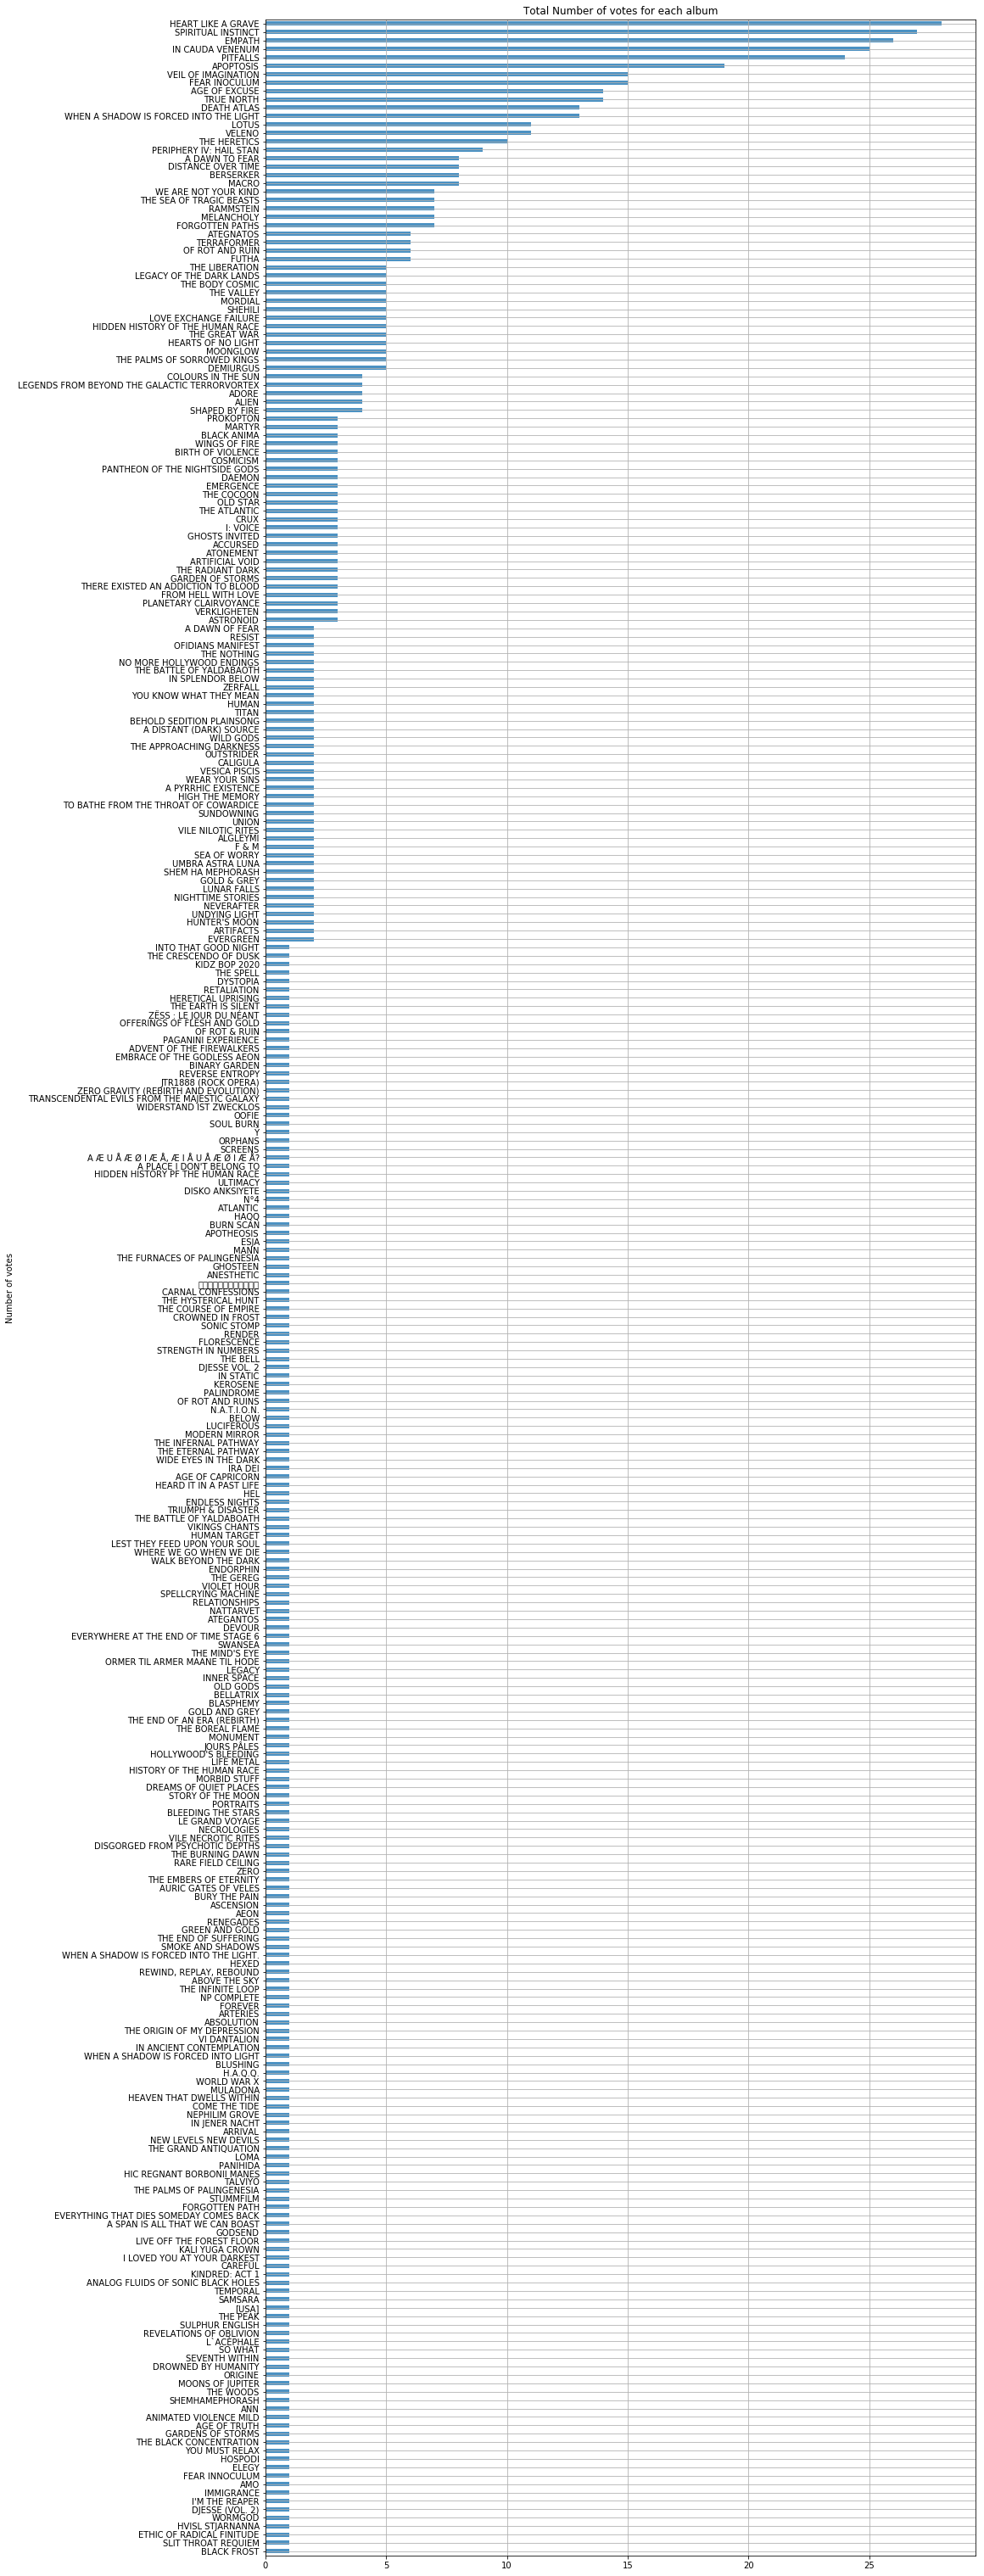 Total Number of votes for each album
HEART LIKE A GRAVE
SPIRITUAL INSTINCT
EMPATH
IN CAUDA VENENUM
PITFALLS
APOPTOSIS
VEIL OF IMAGINATION
FEAR INOCULUM
AGE OF EXCUSE
TRUE NORTH
DEATH ATLAS
WHEN A SHADOW IS FORCED INTO THE LIGHT
LOTUS
VELENO
THE HERETICS
PERIPHERY IV: HAIL STAN
A DAWN TO FEAR
DISTANCE OVER TIME
BERSERKER
MACRO
WE ARE NOT YOUR KIND
THE SEA OF TRAGIC BEASTS
RAMMSTEIN
MELANCHOLY
FORGOTTEN PATHS
ATEGNATOS
TERRAFORMER
OF ROT AND RUIN
FUTHA
THE LIBERATION
LEGACY OF THE DARK LANDS
THE BODY COSMIC
THE VALLEY
MORDIAL
SHEHILI
LOVE EXCHANGE FAILURE
HIDDEN HISTORY OF THE HUMAN RACE
THE GREAT WAR
HEARTS OF NO LIGHT
MOONGLOW
THE PALMS OF SORROWED KINGS
DEMIURGUS
COLOURS IN THE SUN
LEGENDS FROM BEYOND THE GALACTIC TERRORVORTEX
ADORE
ALIEN
SHAPED BY FIRE
PROKOPTON
MARTYR
BLACK ANIMA
WINGS OF FIRE
BIRTH OF VIOLENCE
COSMICISM
PANTHEON OF THE NIGHTSIDE GODS
DAEMON
EMERGENCE
THE COCOON
OLD STAR
THE ATLANTIC
CRUX
I: VOICE
GHOSTS INVITED
ACCURSED
ATONEMENT
ARTIFICIAL VOID
THE RADIANT DARK
GARDEN OF STORMS
THERE EXISTED AN ADDICTION TO BLOOD
FROM HELL WITH LOVE
PLANETARY CLAIRVOYANCE
VERKLIGHETEN
ASTRONOID
A DAWN OF FEAR
RESIST
OFIDIANS MANIFEST
THE NOTHING
NO MORE HOLLYWOOD ENDINGS
THE BATTLE OF YALDABAOTH
IN SPLENDOR BELOW
ZERFALL
YOU KNOW WHAT THEY MEAN
HUMAN
TITAN
BEHOLD SEDITION PLAINSONG
A DISTANT (DARK) SOURCE
WILD GODS
THE APPROACHING DARKNESS
OUTSTRIDER
CALIGULA
VESICA PISCIS
WEAR YOUR SINS
A PYRRHIC EXISTENCE
HIGH THE MEMORY
TO BATHE FROM THE THROAT OF COWARDICE
SUNDOWNING
UNION
VILE NILOTIC RITES
ALGLEYMI
F & M
SEA OF WORRY
UMBRA ASTRA LUNA
SHEM HA MEPHORASH
GOLD & GREY
LUNAR FALLS
NIGHTTIME STORIES
NEVERAFTER
UNDYING LIGHT
HUNTER'S MOON
ARTIFACTS
EVERGREEN
INTO THAT GOOD NIGHT
THE CRESCENDO OF DUSK
KIDZ BOP 2020
THE SPELL
DYSTOPIA
RETALIATION
HERETICAL UPRISING
THE EARTH IS SILENT
ZËSS : LE JOUR DU NÉANT
OFFERINGS OF FLESH AND GOLD
OF ROT & RUIN
PAGANINI EXPERIENCE
ADVENT OF THE FIREWALKERS
EMBRACE OF THE GODLESS AEON
BINARY GARDEN
REVERSE ENTROPY
JTR1888 (ROCK OPERA)
ZERO GRAVITY (REBIRTH AND EVOLUTION)
TRANSCENDENTAL EVILS FROM THE MAJESTIC GALAXY
WIDERSTAND IST ZWECKLOS
OOFIE
SOUL BURN
Y
ORPHANS
SCREENS
A Æ U Å Æ Ø I Æ Å, Æ I Å U Å Æ Ø I Æ Å?
A PLACE I DON'T BELONG TO
HIDDEN HISTORY PF THE HUMAN RACE
ULTIMACY
DISKO ANKSIYETE
N°4
ATLANTIC
HAQQ
BURN SCAN
APOTHEOSIS
ESJA
MANN
THE FURNACES OF PALINGENESIA
GHOSTEEN
ANESTHETIC
CARNAL CONFESSIONS
THE HYSTERICAL HUNT
THE COURSE OF EMPIRE
CROWNED IN FROST
SONIC STOMP
RENDER
FLORESCENCE
STRENGTH IN NUMBERS
THE BELL
DJESSE VOL. 2
IN STATIC
KEROSENE
PALINDROME
OF ROT AND RUINS
N.A.T.I.O.N.
BELOW
LUCIFEROUS
MODERN MIRROR
THE INFERNAL PATHWAY
THE ETERNAL PATHWAY
WIDE EYES IN THE DARK
IRA DEI
AGE OF CAPRICORN
HEARD IT IN A PAST LIFE
HEL
ENDLESS NIGHTS
TRIUMPH & DISASTER
THE BATTLE OF YALDABOATH
VIKINGS CHANTS
HUMAN TARGET
LEST THEY FEED UPON YOUR SOUL
WHERE WE GO WHEN WE DIE
WALK BEYOND THE DARK
ENDORPHIN
THE GEREG
VIOLET HOUR
SPELLCRYING MACHINE
RELATIONSHIPS
NATTARVET
ATEGANTOS
DEVOUR
EVERYWHERE AT THE END OF TIME STAGE 6
SWANSEA
THE MIND'S EYE
ORMER TIL ARMER MAANE TIL HODE
LEGACY
INNER SPACE
OLD GODS
BELLATRIX
BLASPHEMY
GOLD AND GREY
THE END OF AN ERA (REBIRTH)
THE BOREAL FLAME
MONUMENT
JOURS PÂLES
HOLLYWOOD'S BLEEDING
LIFE METAL
HISTORY OF THE HUMAN RACE
MORBID STUFF
DREAMS OF QUIET PLACES
STORY OF THE MOON
PORTRAITS
BLEEDING THE STARS
LE GRAND VOYAGE
NECROLOGIES
VILE NECROTIC RITES
DISGORGED FROM PSYCHOTIC DEPTHS
THE BURNING DAWN
RARE FIELD CEILING
ZERO
THE EMBERS OF ETERNITY
AURIC GATES OF VELES
BURY THE PAIN
ASCENSION
AEON
RENEGADES
GREEN AND GOLD
THE END OF SUFFERING
SMOKE AND SHADOWS
WHEN A SHADOW IS FORCED INTO THE LIGHT.
HEXED
REWIND, REPLAY, REBOUND
ABOVE THE SKY
THE INFINITE LOOP
NP COMPLETE
FOREVER
ARTERIES
ABSOLUTION
THE ORIGIN OF MY DEPRESSION
VI DANTALION
IN ANCIENT CONTEMPLATION
WHEN A SHADOW IS FORCED INTO LIGHT
BLUSHING
H.A.Q.Q.
WORLD WAR X
MULADONA
HEAVEN THAT DWELLS WITHIN
COME THE TIDE
NEPHILIM GROVE
IN JENER NACHT
ARRIVAL
NEW LEVELS NEW DEVILS
THE GRAND ANTIQUATION
LOMA
PANIHIDA
HIC REGNANT BORBONII MANES
TALVIYÖ
THE PALMS OF PALINGENESIA
STUMMFILM
FORGOTTEN PATH
EVERYTHING THAT DIES SOMEDAY COMES BACK
A SPAN IS ALL THAT WE CAN BOAST
GODSEND
LIVE OFF THE FOREST FLOOR
KALI YUGA CROWN
I LOVED YOU AT YOUR DARKEST
CAREFUL
KINDRED: ACT 1
ANALOG FLUIDS OF SONIC BLACK HOLES
TEMPORAL
SAMSARA
[USA]
THE PEAK
SULPHUR ENGLISH
REVELATIONS OF OBLIVION
L`ACÉPHALE
SO WHAT
SEVENTH WITHIN
DROWNED BY HUMANITY
ORIGINE
MOONS OF JUPITER
THE WOODS
SHEMHAMEPHORASH
ANN
ANIMATED VIOLENCE MILD
AGE OF TRUTH
GARDENS OF STORMS
THE BLACK CONCENTRATION
YOU MUST RELAX
HOSPODI
ELEGY
FEAR INNOCULUM
AMO
IMMIGRANCE
I'M THE REAPER
DJESSE (VOL. 2)
WORMGOD
HVISL STJARNANNA
ETHIC OF RADICAL FINITUDE
SLIT THROAT REQUIEM
BLACK FROST
Number of votes
0 5 10 15 20 25